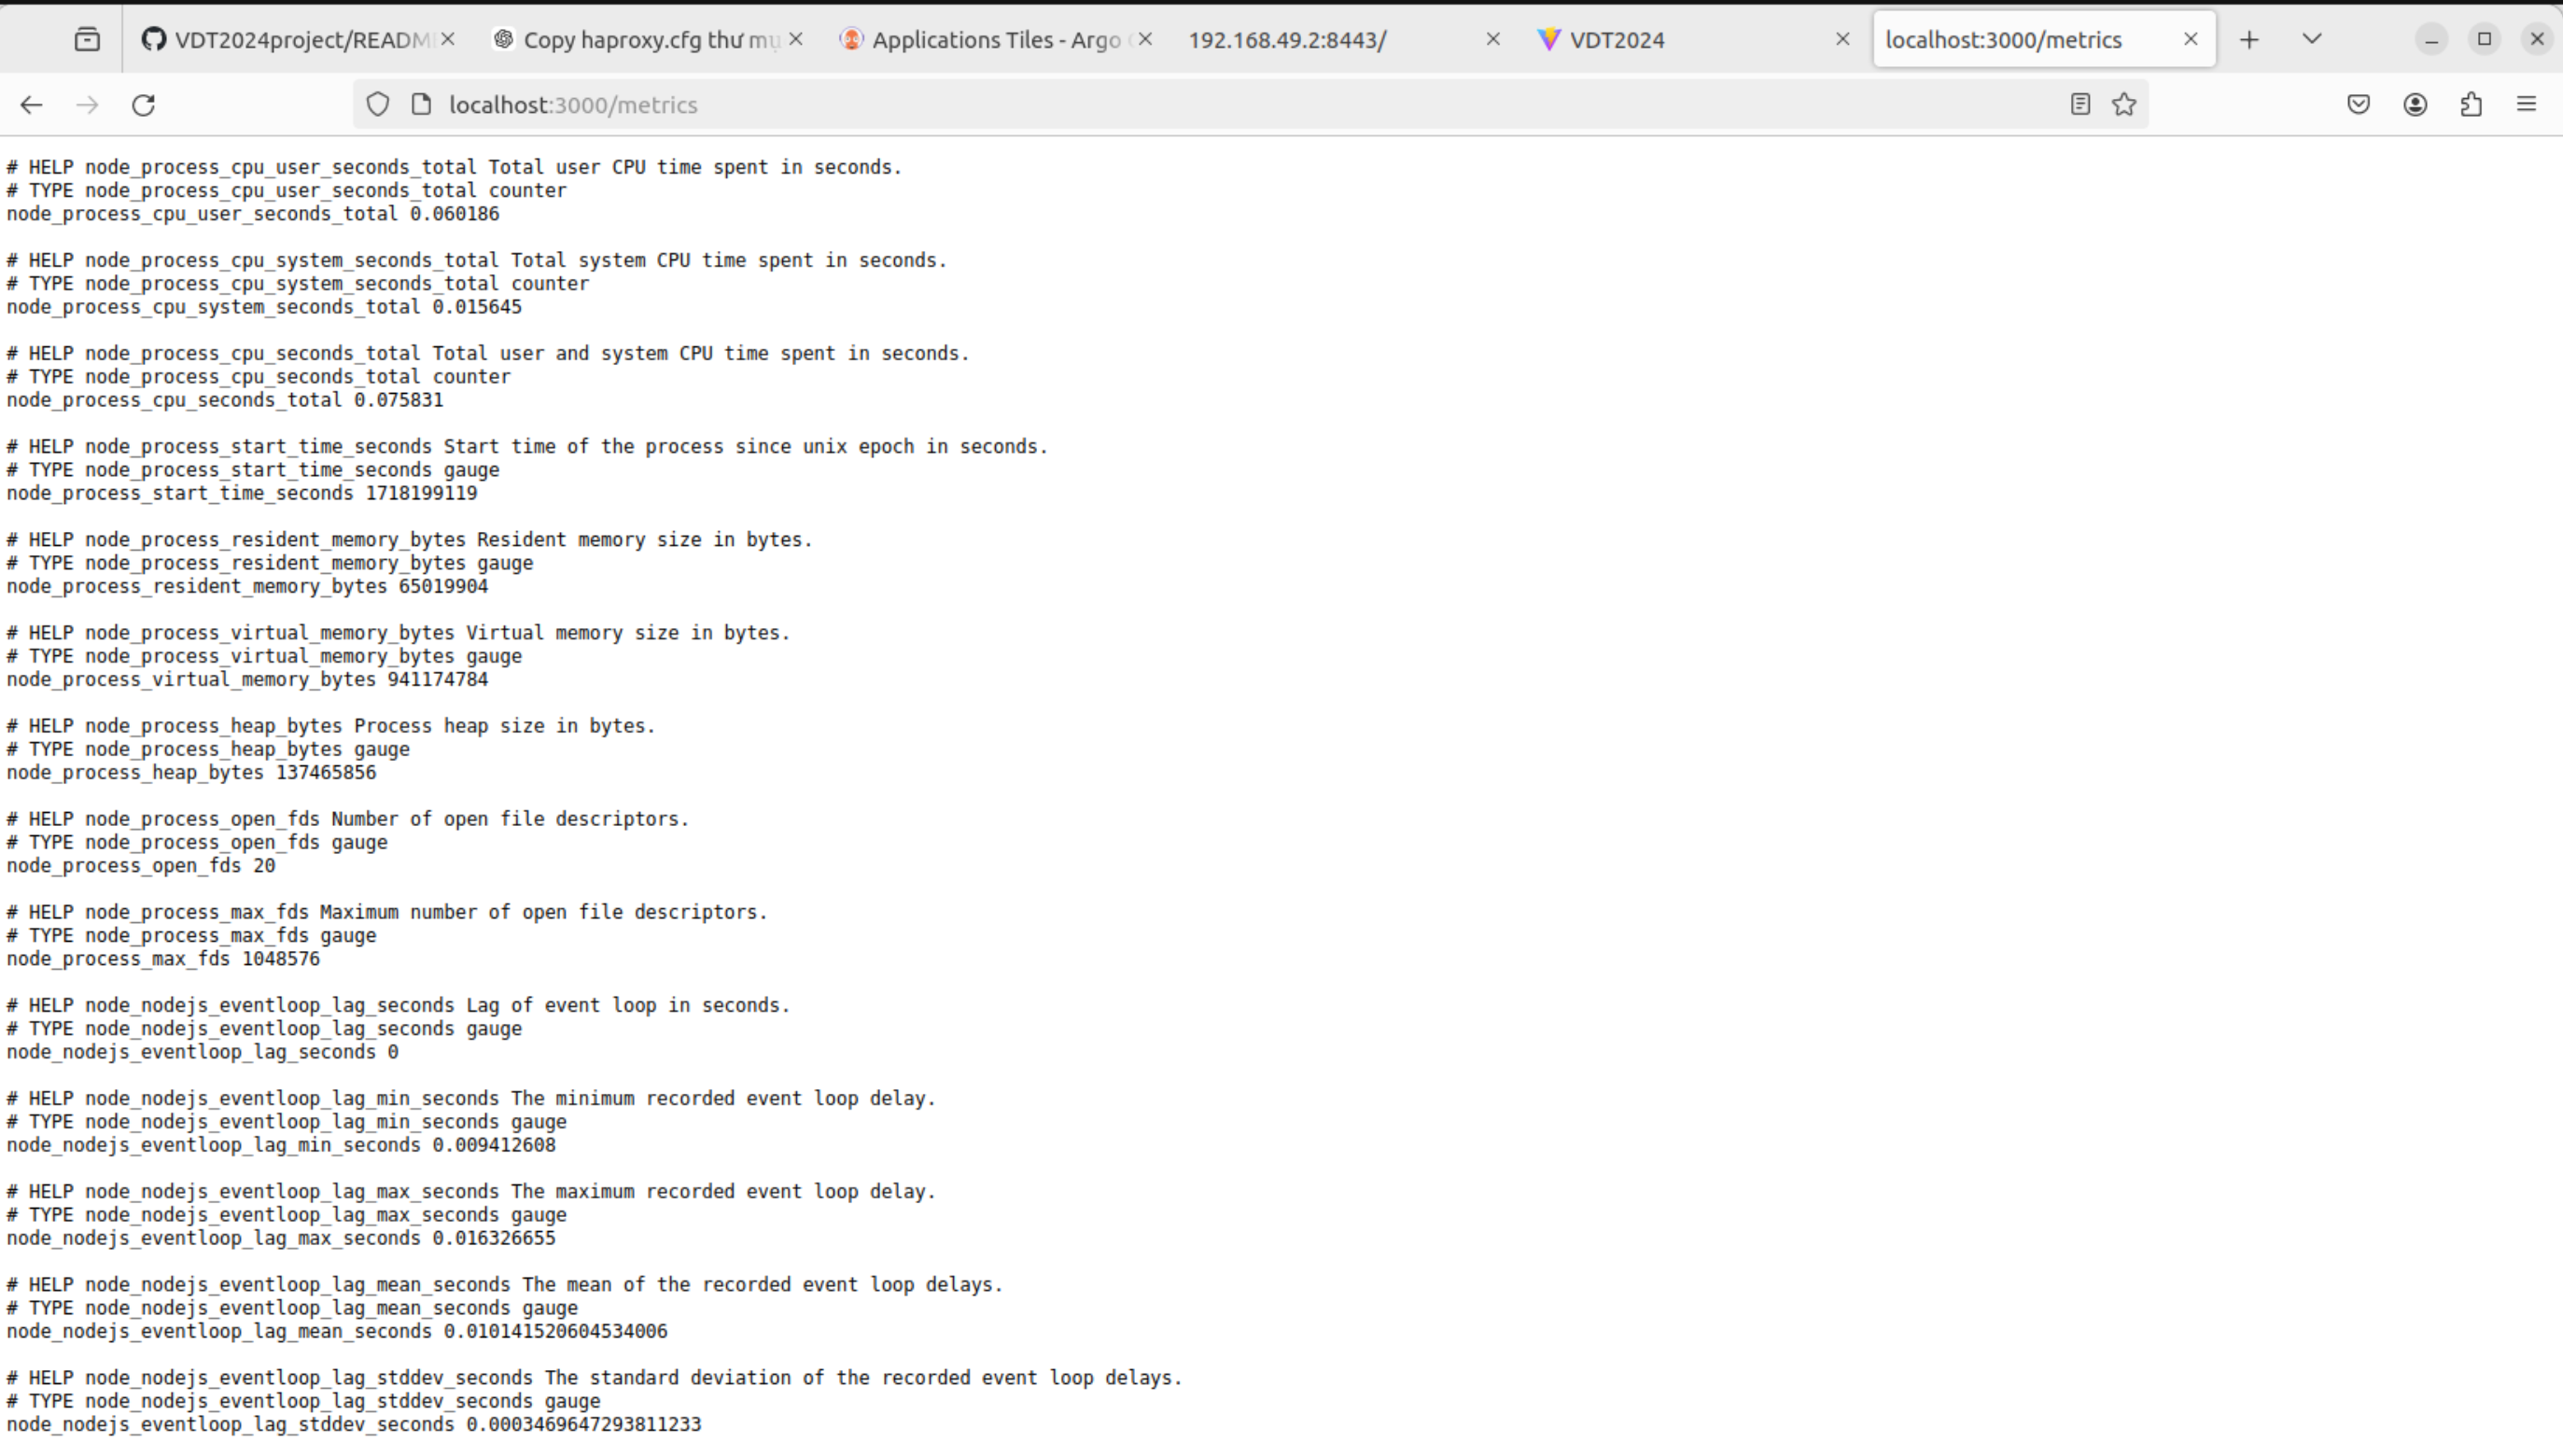 VDT2024project/READM
Copy haproxy.cfg thư mụ
Applications Tiles - Argo
192.168.49.2:8443/
VDT2024
localhost:3000/metrics
localhost:3000/metrics
# HELP node_process_cpu_user_seconds_total Total user CPU time spent in seconds.
# TYPE node_process_cpu_user_seconds_total counter
node_process_cpu_user_seconds_total 0.060186
# HELP node_process_cpu_system_seconds_total Total system CPU time spent in seconds.
# TYPE node_process_cpu_system_seconds_total counter
node_process_cpu_system_seconds_total 0.015645
# HELP node_process_cpu_seconds_total Total user and system CPU time spent in seconds.
# TYPE node_process_cpu_seconds_total counter
node_process_cpu_seconds_total 0.075831
# HELP node_process_start_time_seconds Start time of the process since unix epoch in seconds.
# TYPE node_process_start_time_seconds gauge
node_process_start_time_seconds 1718199119
# HELP node_process_resident_memory_bytes Resident memory size in bytes.
# TYPE node_process_resident_memory_bytes gauge
node_process_resident_memory_bytes 65019904
# HELP node_process_virtual_memory_bytes Virtual memory size in bytes.
# TYPE node_process_virtual_memory_bytes gauge
node_process_virtual_memory_bytes 941174784
# HELP node_process_heap_bytes Process heap size in bytes.
# TYPE node_process_heap_bytes gauge
node_process_heap_bytes 137465856
# HELP node_process_open_fds Number of open file descriptors.
# TYPE node_process_open_fds gauge
node_process_open_fds 20
# HELP node_process_max_fds Maximum number of open file descriptors.
# TYPE node_process_max_fds gauge
node_process_max_fds 1048576
# HELP node_nodejs_eventloop_lag_seconds Lag of event loop in seconds.
# TYPE node_nodejs_eventloop_lag_seconds gauge
node_nodejs_eventloop_lag_seconds 0
# HELP node_nodejs_eventloop_lag_min_seconds The minimum recorded event loop delay.
# TYPE node_nodejs_eventloop_lag_min_seconds gauge
node_nodejs_eventloop_lag_min_seconds 0.009412608
# HELP node_nodejs_eventloop_lag_max_seconds The maximum recorded event loop delay.
# TYPE node_nodejs_eventloop_lag_max_seconds gauge
node_nodejs_eventloop_lag_max_seconds 0.016326655
# HELP node_nodejs_eventloop_lag_mean_seconds The mean of the recorded event loop delays.
# TYPE node_nodejs_eventloop_lag_mean_seconds gauge
node_nodejs_eventloop_lag_mean_seconds 0.010141520604534006
# HELP node_nodejs_eventloop_lag_stddev_seconds The standard deviation of the recorded event loop delays.
# TYPE node_nodejs_eventloop_lag_stddev_seconds gauge
node_nodejs_eventloop_lag_stddev_seconds 0.0003469647293811233